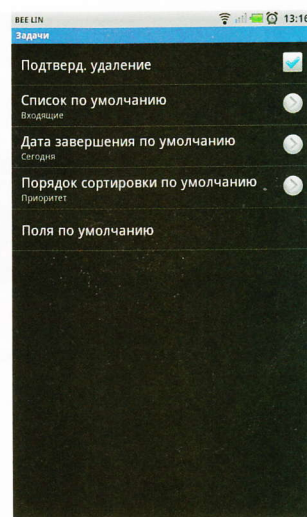 BEE LIN 13:16
Задачи
Подтверд. удаление
Список по умолчанию
Входящие
Дата завершения по умолчанию
Сегодня
Порядок сортировки по умолчанию
Приоритет
Поля по умолчанию